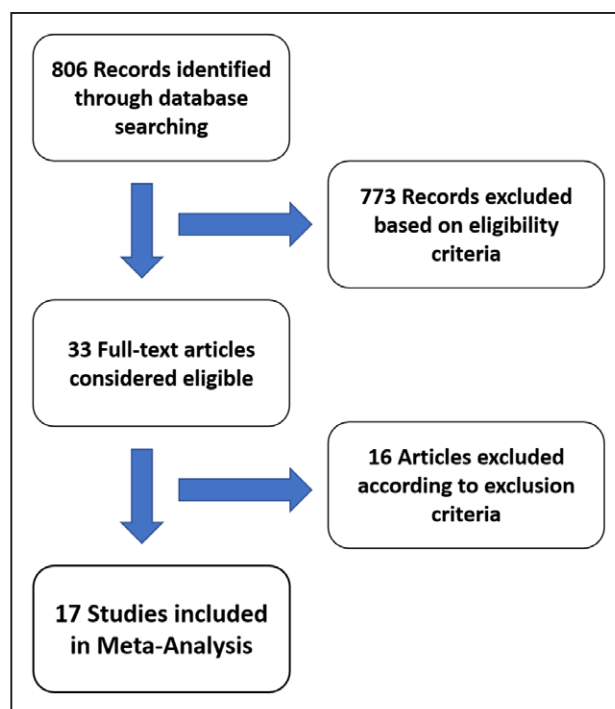 806 Records identified
through database
searching
773 Records excluded
based on eligibility
criteria
33 Full-text articles
considered eligible
16 Articles excluded
according to exclusion
criteria
17 Studies included
in Meta-Analysis